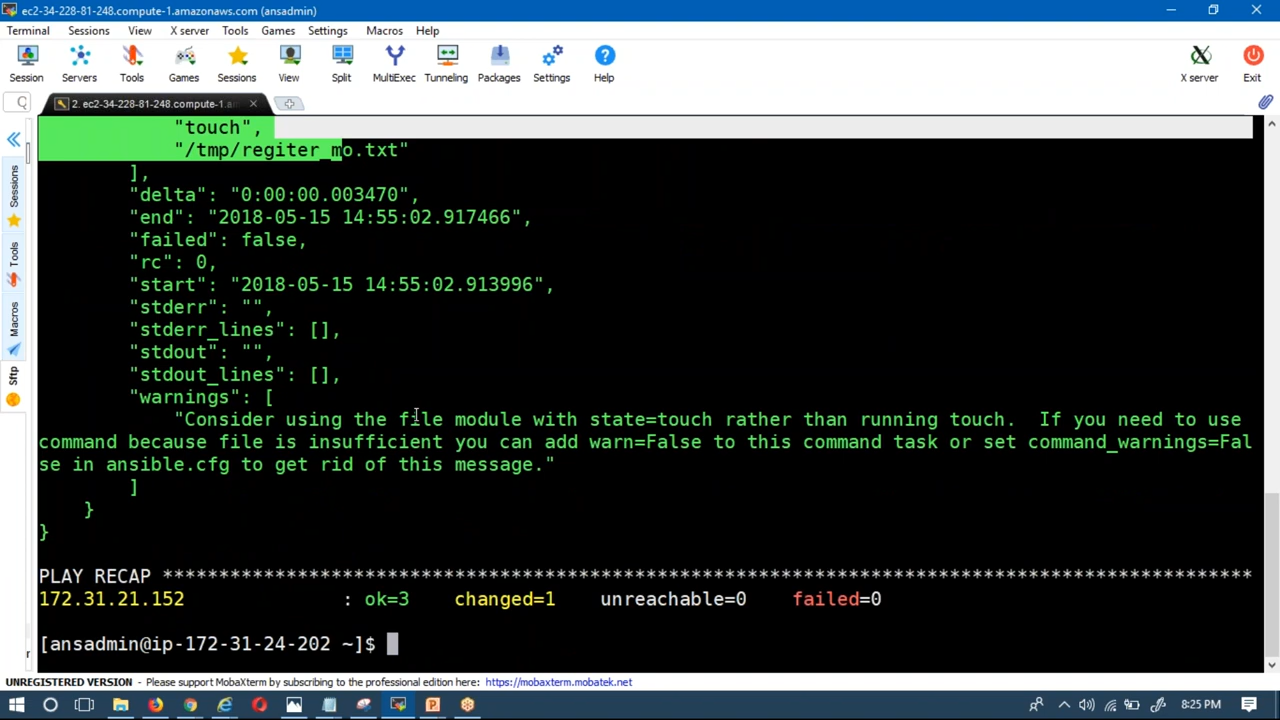 ec2-34-228-81-248.compute-1.amazonaws.com (ansadmin)
Terminal Sessions View X server Tools Games Settings Macros Help
Session Servers Tools Games Sessions View Split MultiExec Tunneling Packages Settings Help X server Exit
2. ec2-34-228-81-248.compute-1.am
"touch",
"/tmp/regiter_mo.txt"
],
"delta": "0:00:00.003470",
"end": "2018-05-15 14:55:02.917466",
"failed": false,
"rc": 0,
"start": "2018-05-15 14:55:02.913996",
"stderr": "",
"stderr_lines": [],
"stdout": "",
"stdout_lines": [],
"warnings": [
"Consider using the file module with state=touch rather than running touch.  If you need to use
command because file is insufficient you can add warn=False to this command task or set command_warnings=Fal
se in ansible.cfg to get rid of this message."
]
}
}
PLAY RECAP *************************************************************************************************
172.31.21.152 : ok=3 changed=1 unreachable=0 failed=0
[ansadmin@ip-172-31-24-202 ~]$
Sessions
Tools
Macros
Sftp
UNREGISTERED VERSION - Please support MobaXterm by subscribing to the professional edition here: https://mobaxterm.mobatek.net
8:25 PM